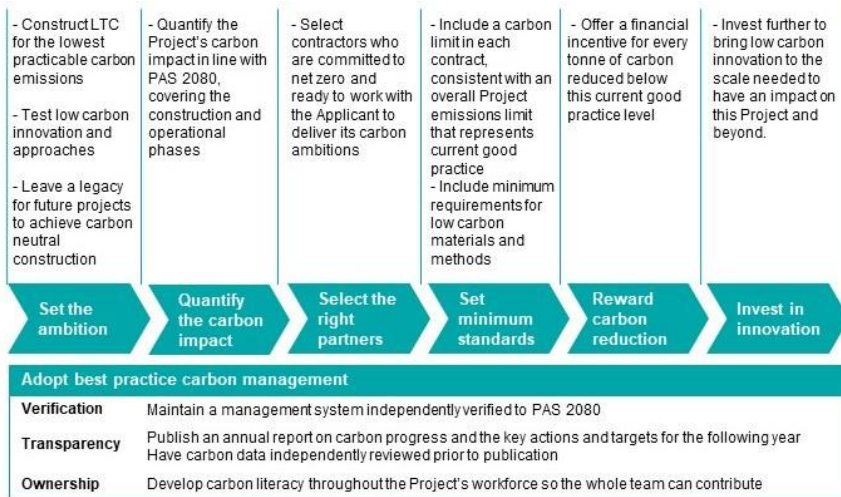 - Construct LTC
for the lowest
practicable carbon
emissions
- Test low carbon
innovation and
approaches
- Leave a legacy
for future projects
to achieve carbon
neutral
construction
- Quantify the
Project's carbon
impact in line with
PAS 2080,
covering the
construction and
operational
phases
- Select
contractors who
are committed to
net zero and
ready to work with
the Applicant to
deliver its carbon
ambitions
- Include a carbon
limit in each
contract,
consistent with an
overall Project
emissions limit
that represents
current good
practice
- Include minimum
requirements for
low carbon
materials and
methods
- Offer a financial
incentive for every
tonne of carbon
reduced below
this current good
practice level
- Invest further to
bring low carbon
innovation to the
scale needed to
have an impact on
this Project and
beyond.
Set the
ambition
Quantify
the carbon
impact
Select the
right
partners
Set
minimum
standards
Reward
carbon
reduction
Invest in
innovation
Adopt best practice carbon management
Verification Maintain a management system independently verified to PAS 2080
Transparency Publish an annual report on carbon progress and the key actions and targets for the following year
Have carbon data independently reviewed prior to publication
Ownership Develop carbon literacy throughout the Project's workforce so the whole team can contribute